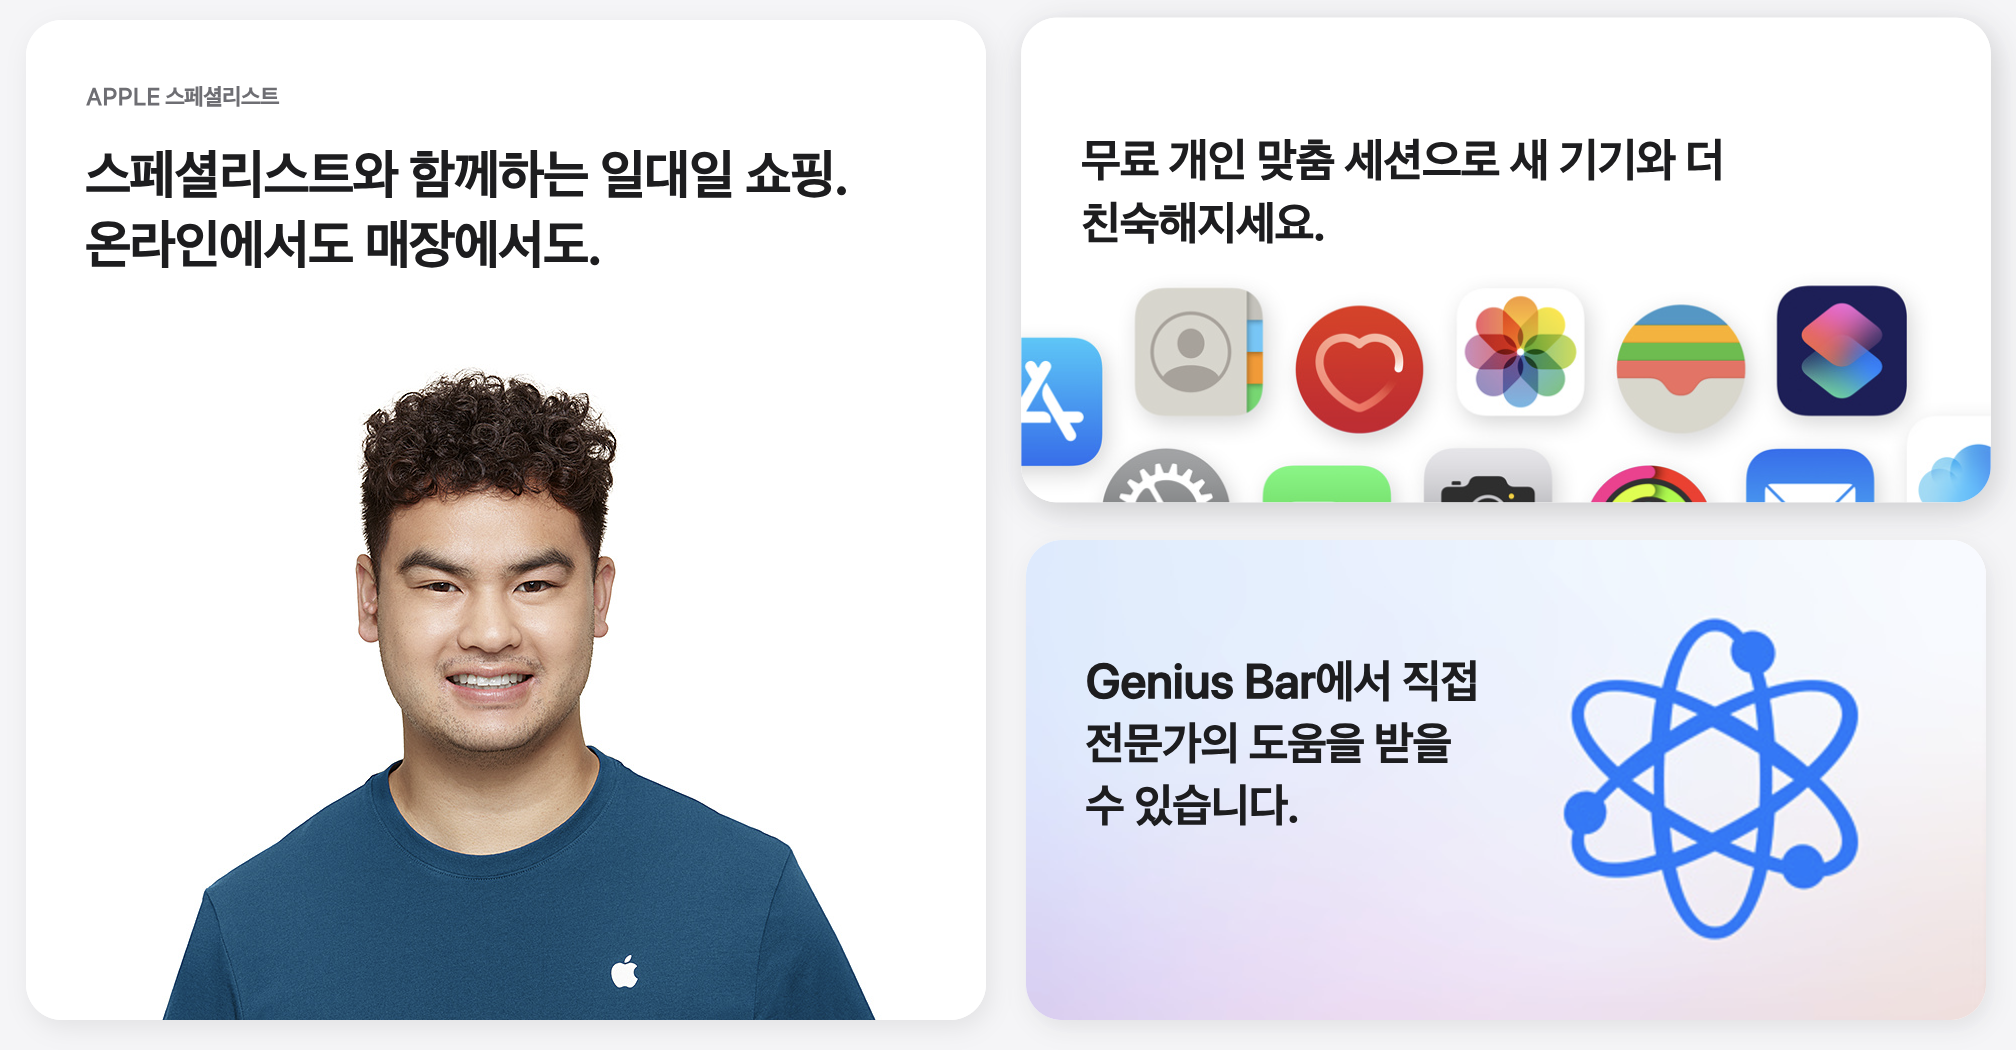 APPLE 스페셜리스트
스페셜리스트와 함께하는 일대일 쇼핑.
온라인에서도 매장에서도.
무료 개인 맞춤 세션으로 새 기기와 더
친숙해지세요.
Genius Bar에서 직접
전문가의 도움을 받을
수 있습니다.